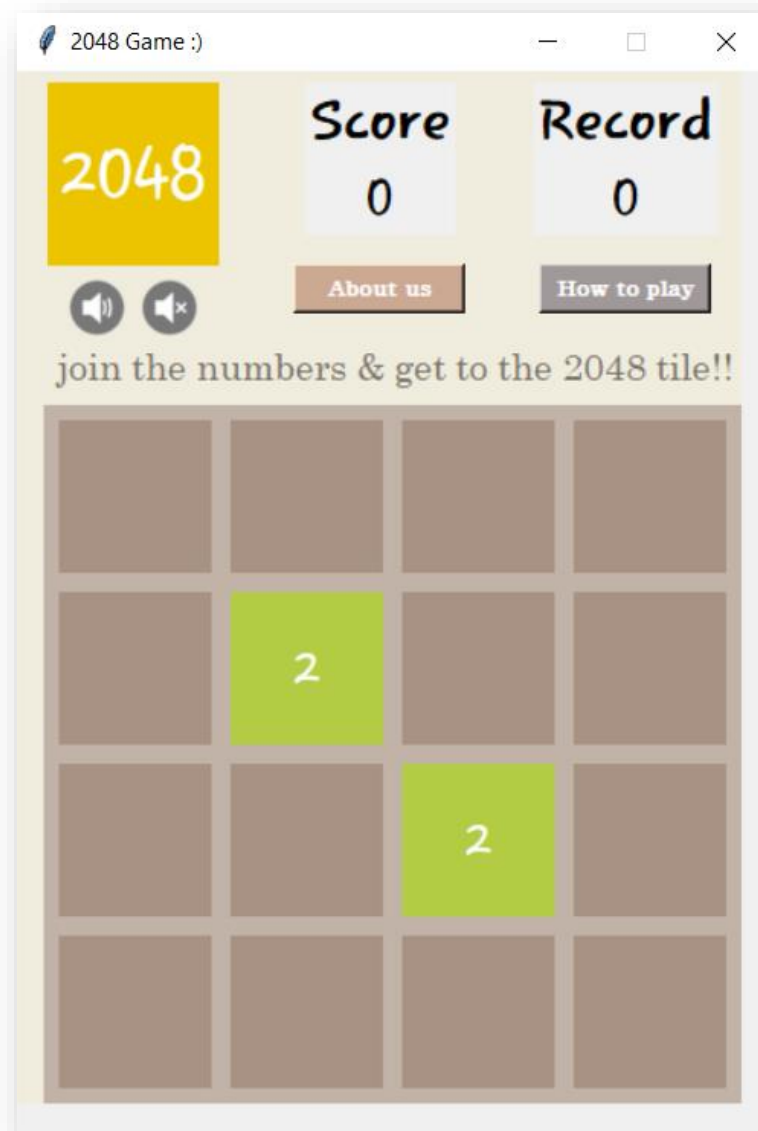 2048 Game :)
2048
Score
0
Record
0
About us
How to play
join the numbers & get to the 2048 tile!!
2
2